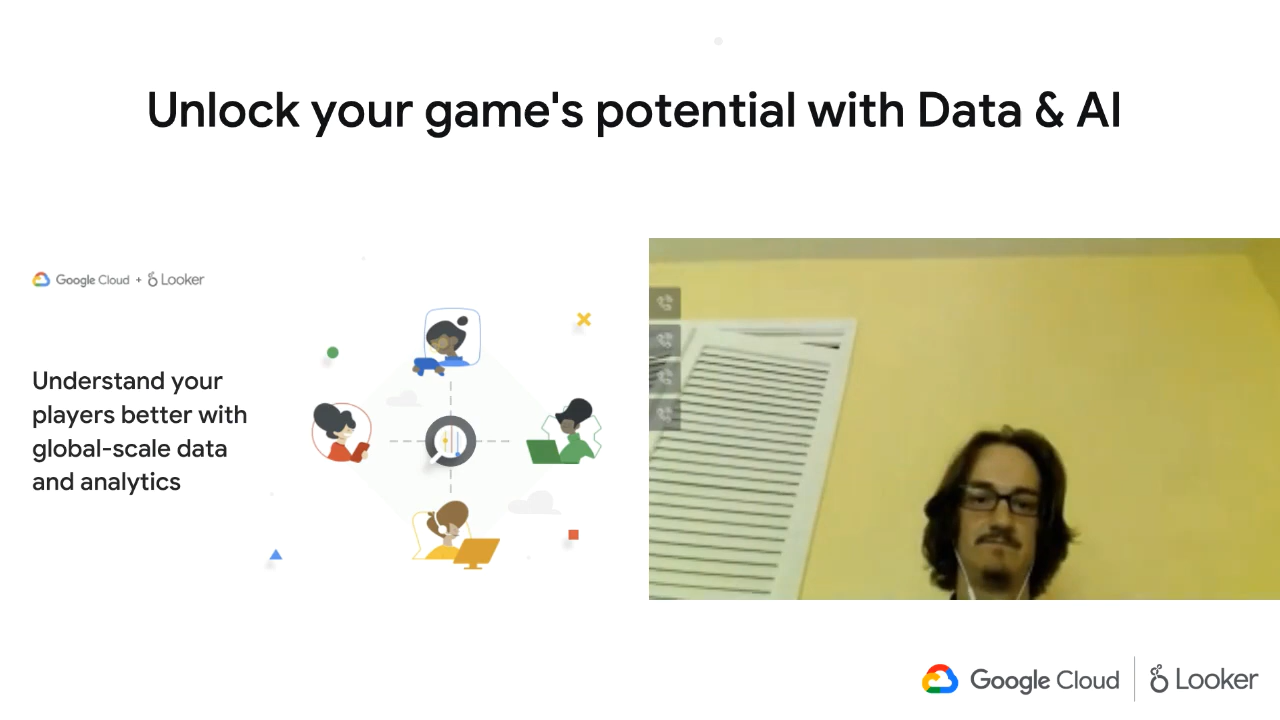 Unlock your game's potential with Data & AI
Google Cloud + Looker
Understand your
players better with
global-scale data
and analytics
Google Cloud | Looker